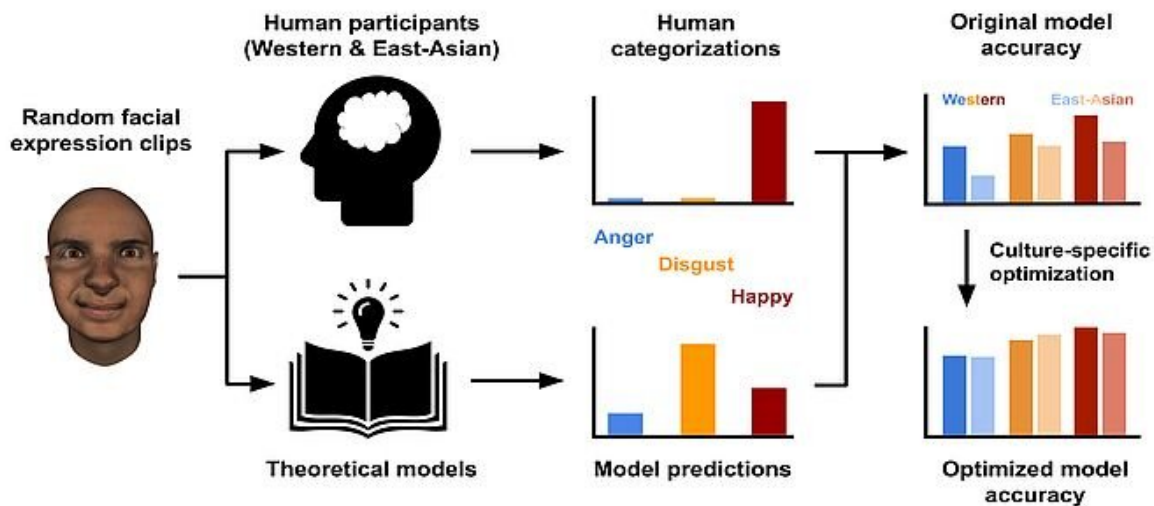 Human participants
(Western & East-Asian)
Human
categorizations
Original model
accuracy
Random facial
expression clips
Western
East-Asian
Anger
Disgust
Happy
Culture-specific
optimization
Theoretical models
Model predictions
Optimized model
accuracy